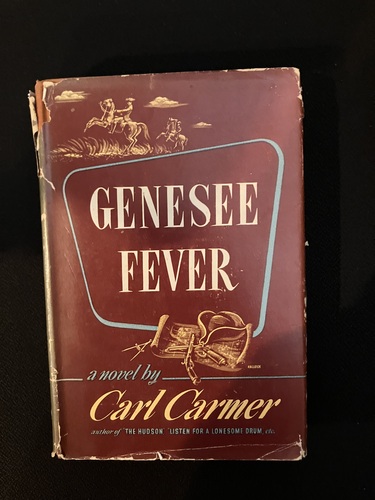 GENESEE
FEVER
a novel by
Carl Carmer
author of "THE HUDSON" "LISTEN FOR A LONESOME DRUM, etc.